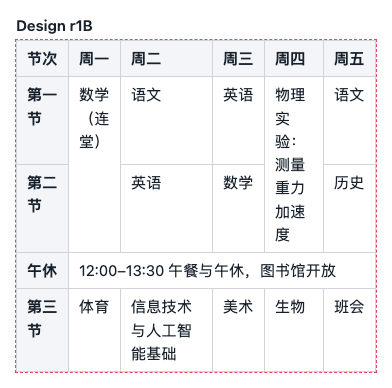 Design r1B
节次 周一 周二 周三 周四 周五
第一节 数学（连堂） 语文 英语 物理实验：测量重力加速度 语文
第二节 英语 数学 历史
午休 12:00–13:30 午餐与午休，图书馆开放
第三节 体育 信息技术与人工智能基础 美术 生物 班会